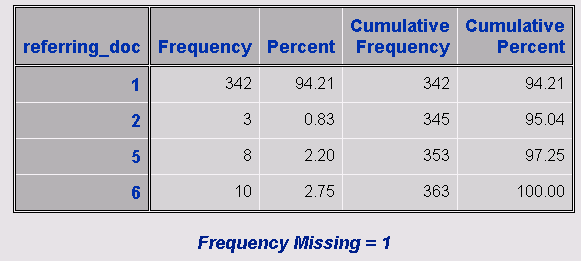 Cumulative Cumulative
referring_doc Frequency Percent Frequency Percent
1 342 94.21 342 94.21
2 3 0.83 345 95.04
5 8 2.20 353 97.25
6 10 2.75 363 100.00
Frequency Missing = 1